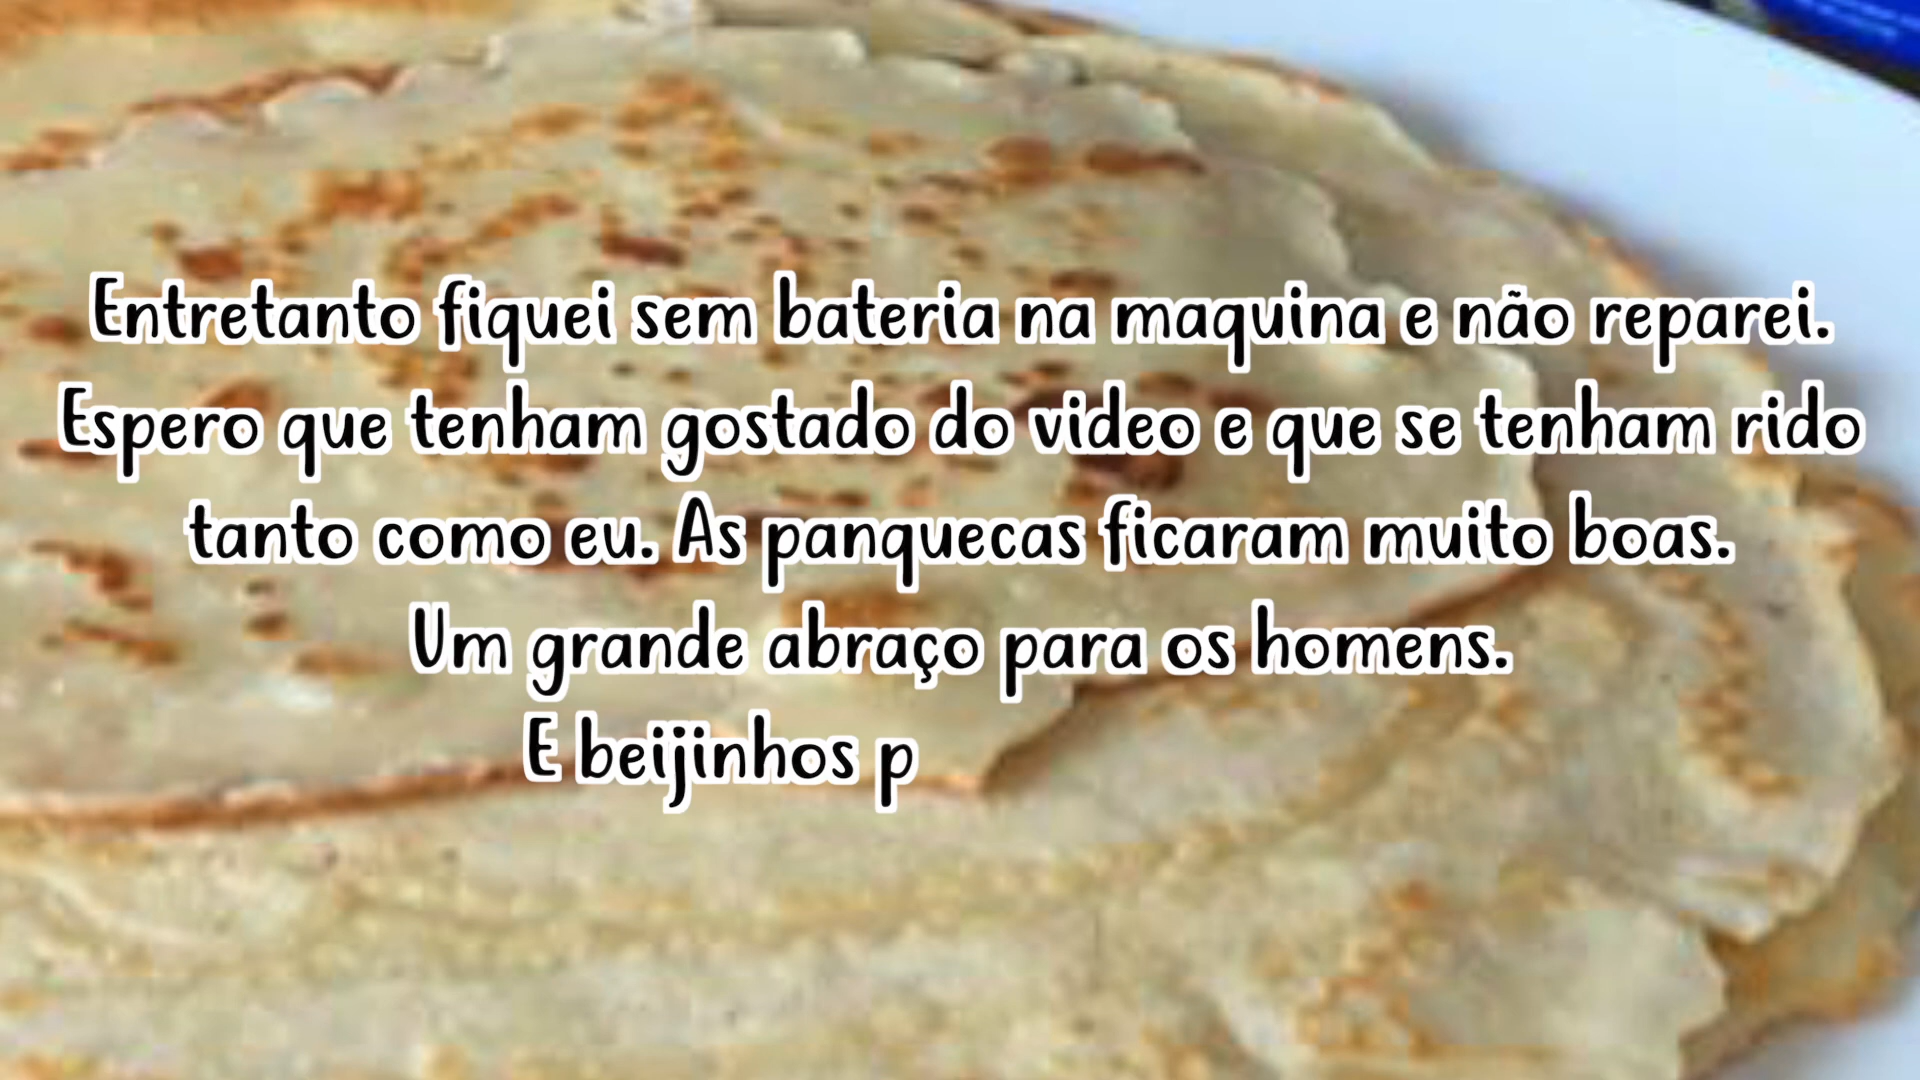 Entretanto fiquei sem bateria na maquina e não reparei.
Espero que tenham gostado do video e que se tenham rido
tanto como eu. As panquecas ficaram muito boas.
Um grande abraço para os homens.
E beijinhos p